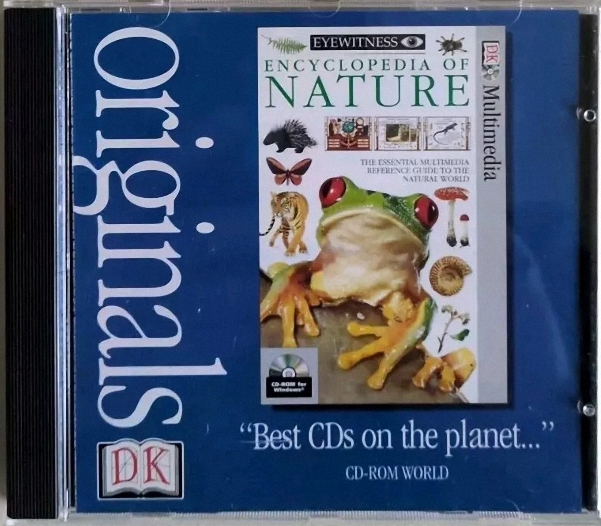 originals
DK
EYEWITNESS
ENCYCLOPEDIA OF
NATURE
DK Multimedia
THE ESSENTIAL MULTIMEDIA
REFERENCE GUIDE TO THE
NATURAL WORLD
CD-ROM for
Windows®
“Best CDs on the planet...”
CD-ROM WORLD